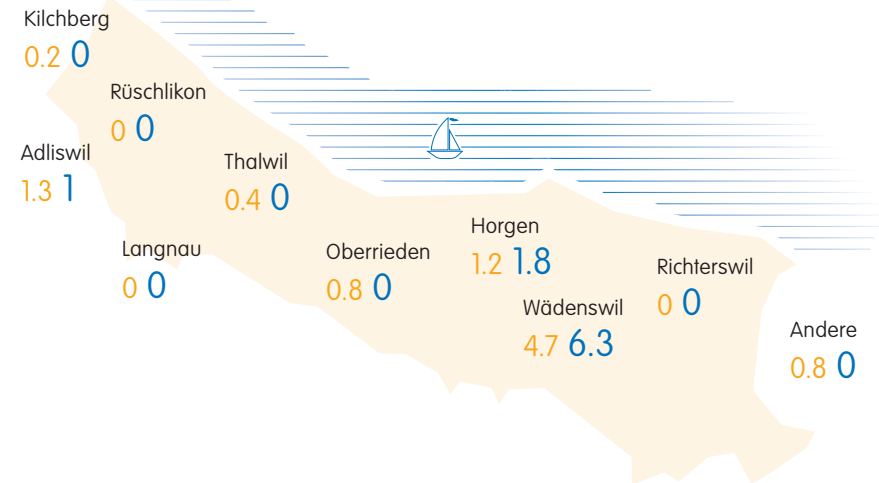 Kilchberg
0.2 0
Rüschlikon
0 0
Adliswil
1.3 1
Thalwil
0.4 0
Langnau
0 0
Oberrieden
0.8 0
Horgen
1.2 1.8
Wädenswil
4.7 6.3
Richterswil
0 0
Andere
0.8 0